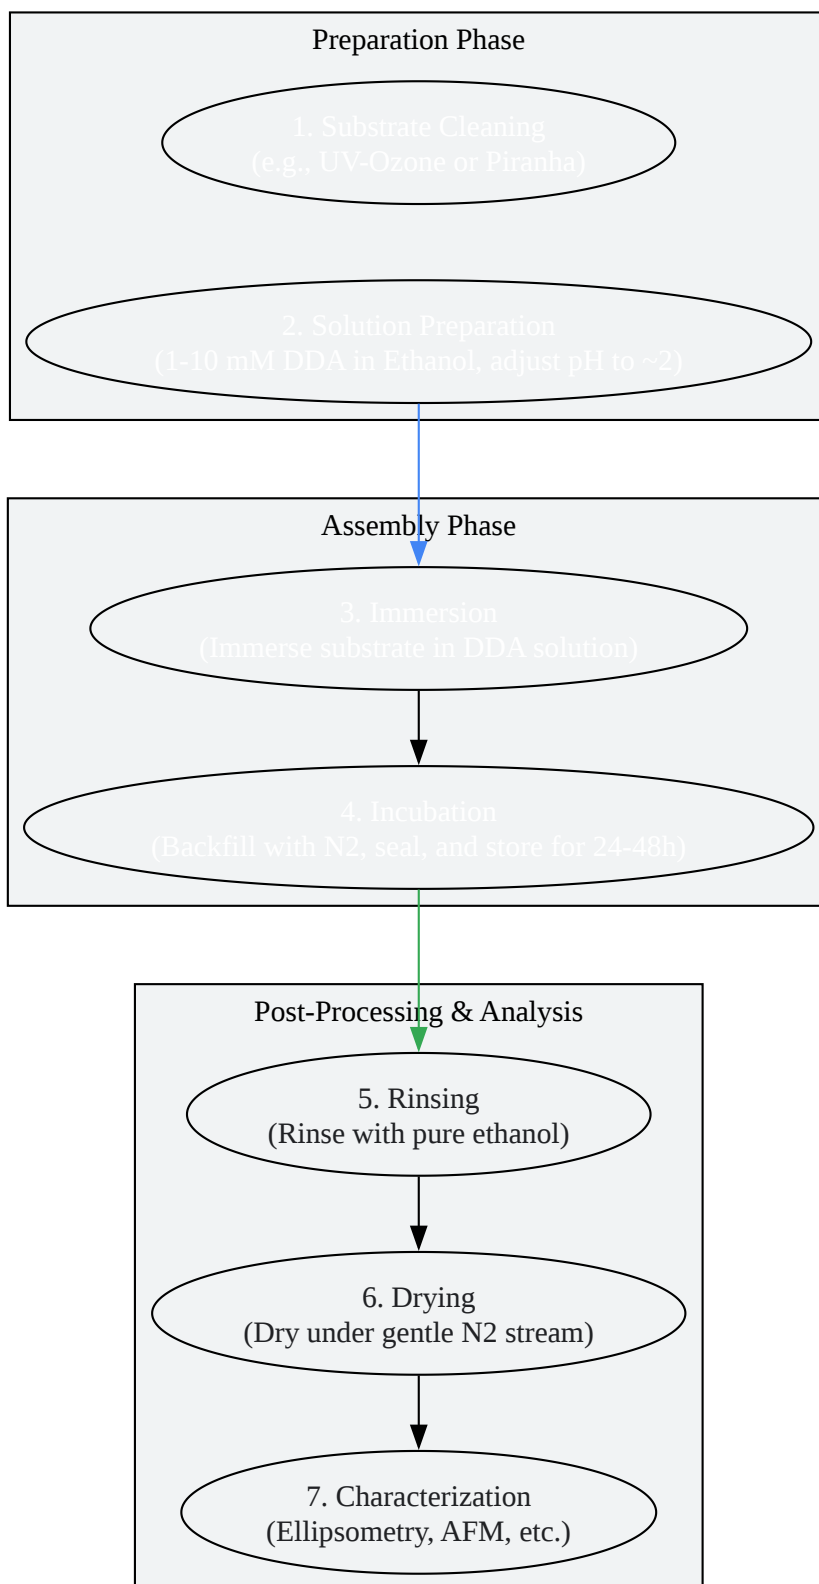 Preparation Phase
1. Substrate Cleaning
(e.g., UV-Ozone or Piranha)
2. Solution Preparation
(1-10 mM DDA in Ethanol, adjust pH to ~2)
Assembly Phase
3. Immersion
(Immerse substrate in DDA solution)
4. Incubation
(Backfill with N2, seal, and store for 24-48h)
Post-Processing & Analysis
5. Rinsing
(Rinse with pure ethanol)
6. Drying
(Dry under gentle N2 stream)
7. Characterization
(Ellipsometry, AFM, etc.)